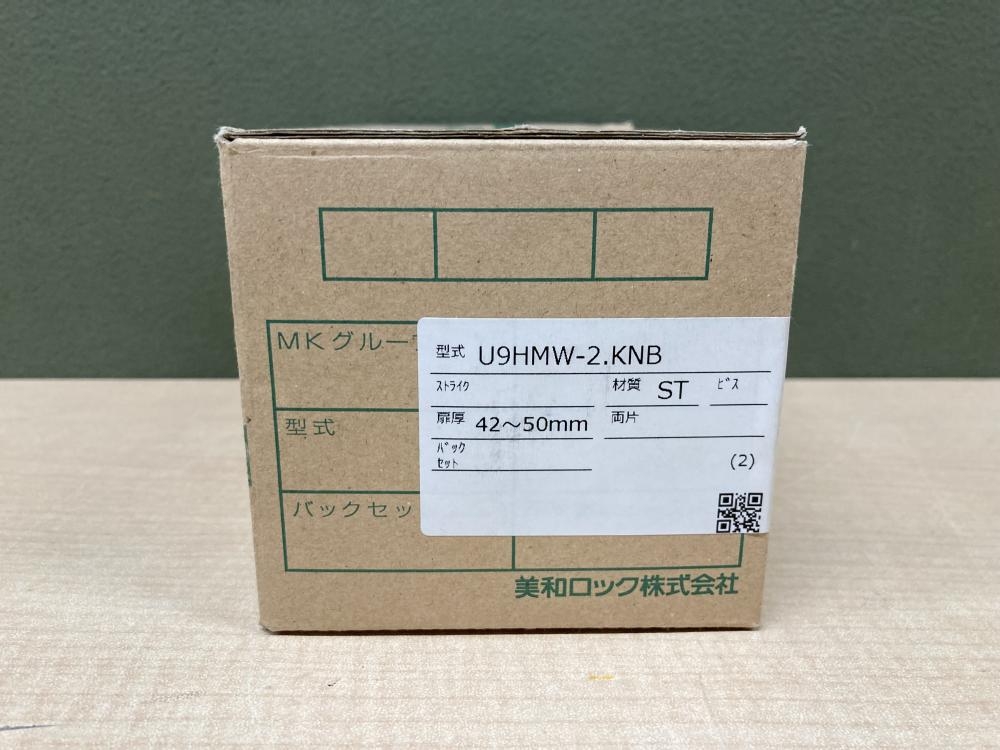 MKグルー
型式 U9HMW-2.KNB
ｽﾄﾗｲｸ 材質 ST ﾋﾞｽ
扉厚 42～50mm 両片
ﾊﾞｯｸ
ｾｯﾄ
(2)
型式
バックセッ
美和ロック株式会社